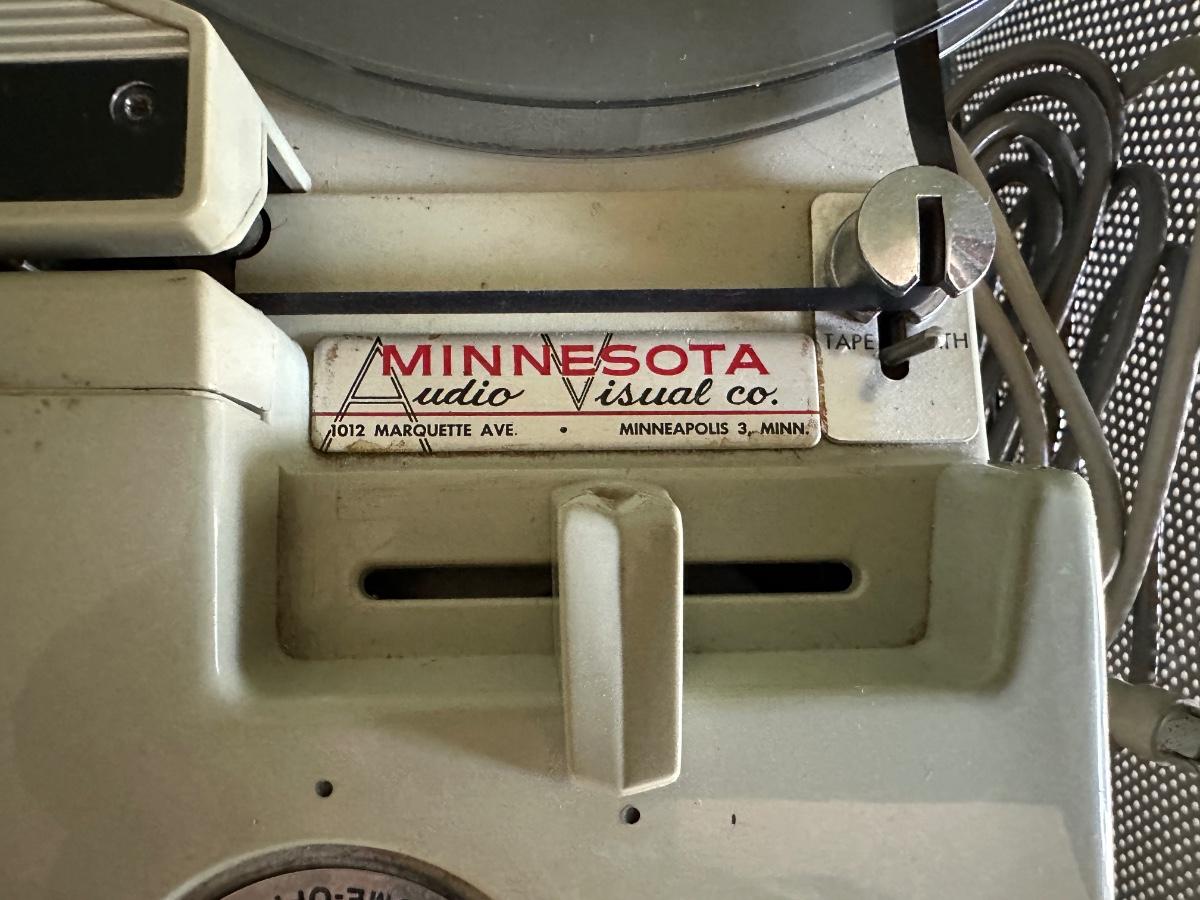 MINNESOTA
Audio Visual co.
1012 MARQUETTE AVE. • MINNEAPOLIS 3, MINN.
TAPE